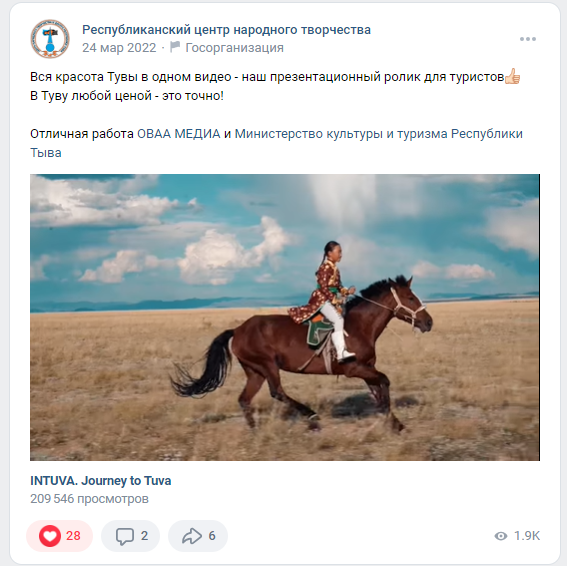 Республиканский центр народного творчества
24 мар 2022 · Госорганизация
Вся красота Тувы в одном видео - наш презентационный ролик для туристов👍🏻
В Туву любой ценой - это точно!
Отличная работа ОВАА МЕДИА и Министерство культуры и туризма Республики
Тыва
INTUVA. Journey to Tuva
209 546 просмотров
28 2 6 1.9K